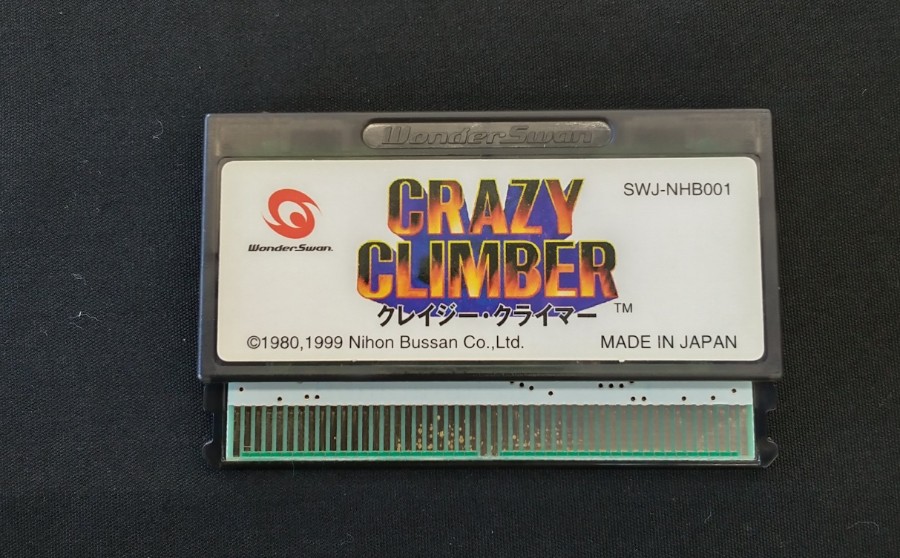 WonderSwan
CRAZY
CLIMBER
クレイジー・クライマー
TM
SWJ-NHB001
WonderSwan
©1980,1999 Nihon Bussan Co.,Ltd.
MADE IN JAPAN